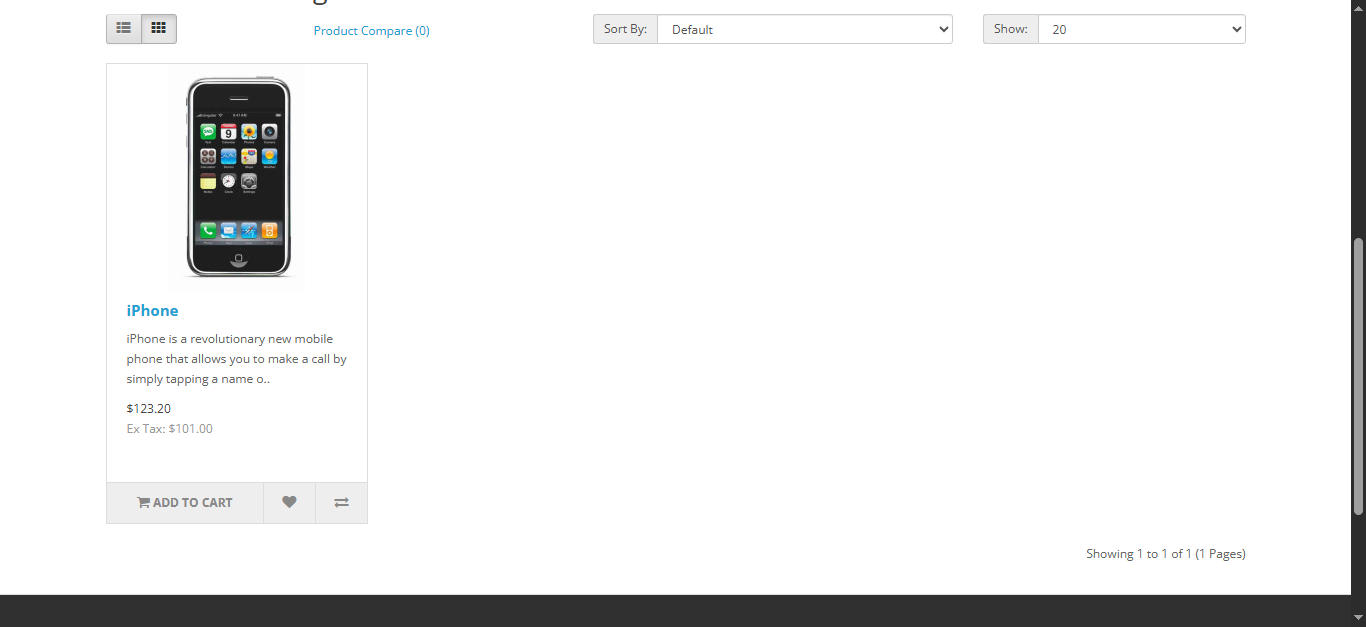 Product Compare (0)
Sort By:
Default
Show:
20
9
iPhone
iPhone is a revolutionary new mobile
phone that allows you to make a call by
simply tapping a name o..
$123.20
Ex Tax: $101.00
ADD TO CART
Showing 1 to 1 of 1 (1 Pages)